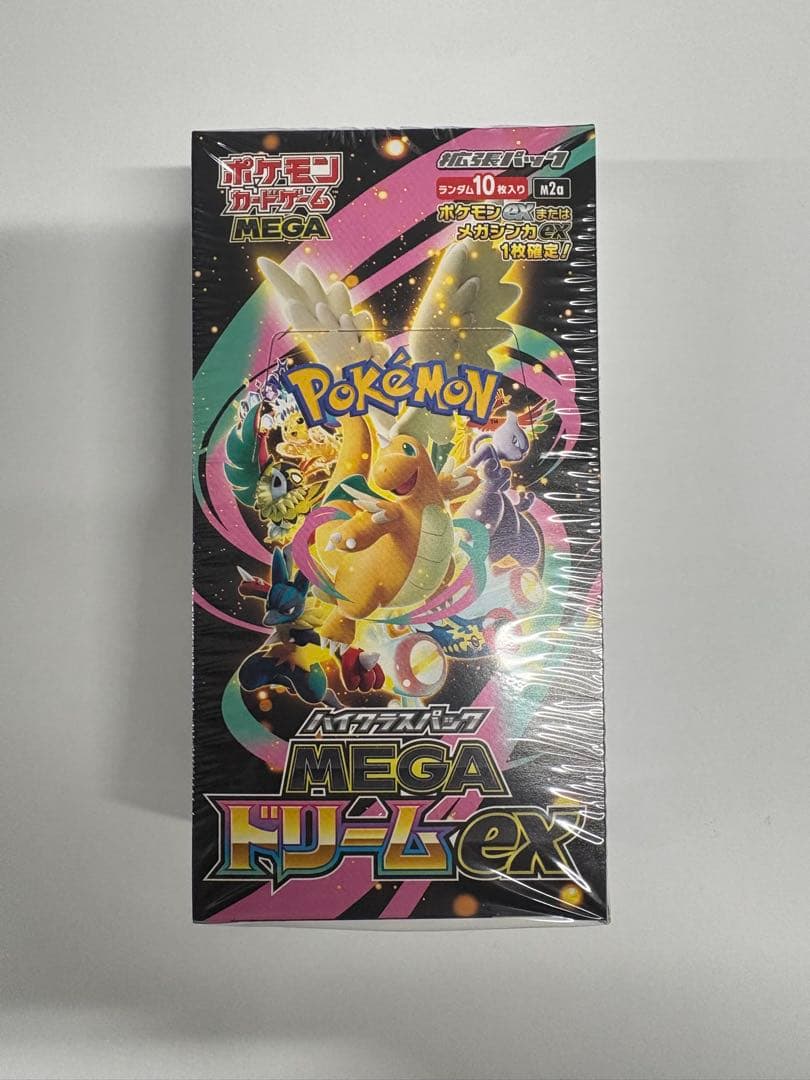 ポケモン
カードゲーム
MEGA
拡張パック
ランダム10枚入り
M2a
ポケモンexまたは
メガシンカex
1枚確定!
POKÉMON
TM
ハイクラスパック
MEGA
ドリームex